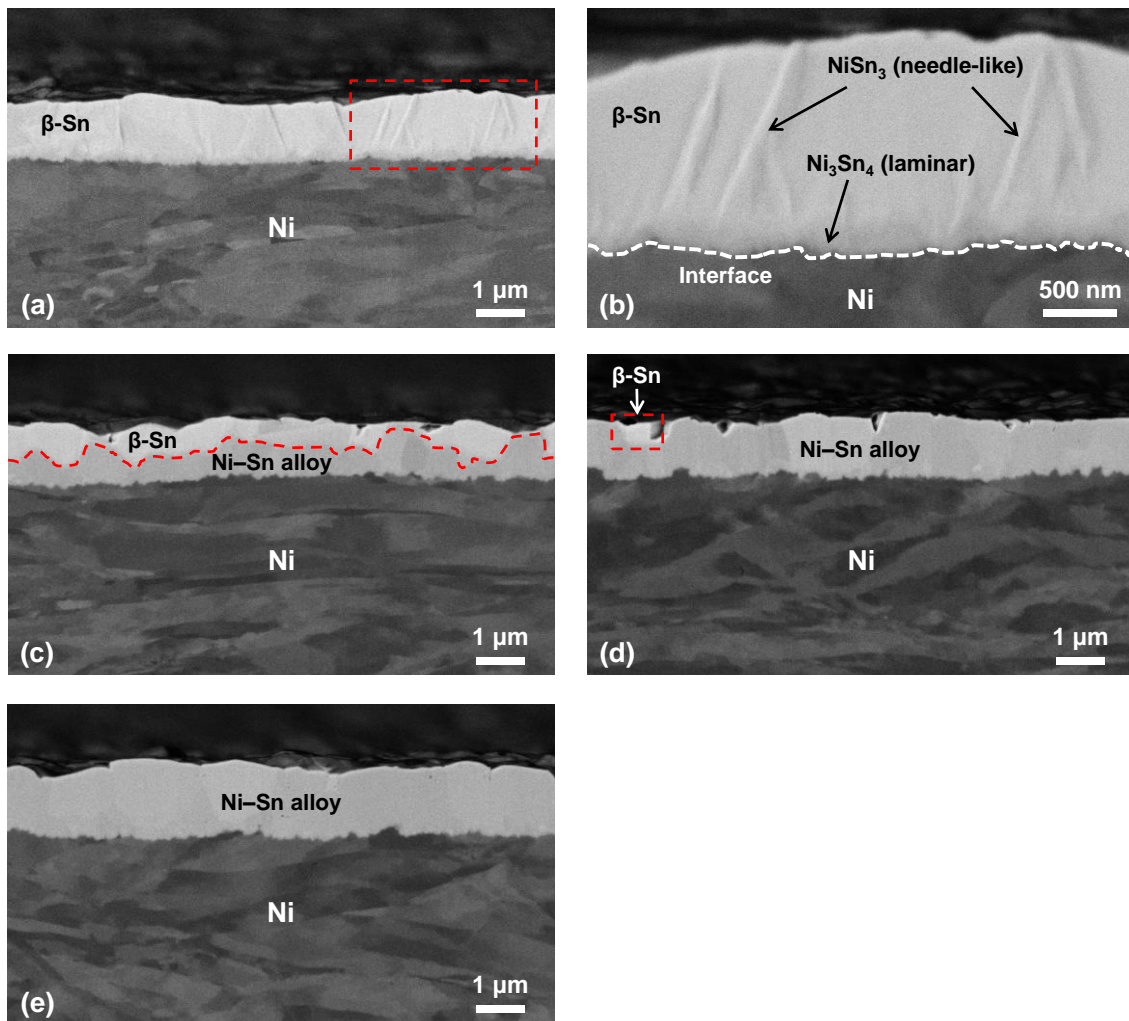 β-Sn
Ni
1 µm
(a)
NiSn₃ (needle-like)
β-Sn
Ni₃Sn₄ (laminar)
Interface
Ni
500 nm
(b)
β-Sn
Ni–Sn alloy
Ni
1 µm
(c)
β-Sn
Ni–Sn alloy
Ni
1 µm
(d)
Ni–Sn alloy
Ni
1 µm
(e)